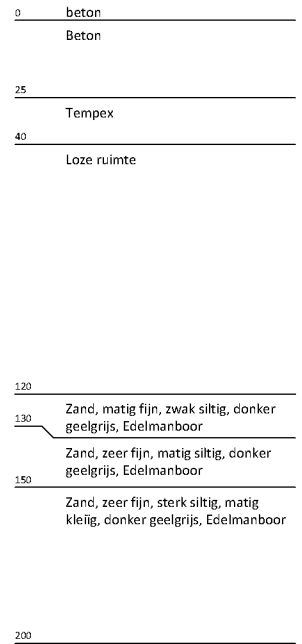 0 beton
Beton
25
Tempex
40
Loze ruimte
120
Zand, matig fijn, zwak siltig, donker
130 geelgrijs, Edelmanboor
Zand, zeer fijn, matig siltig, donker
geelgrijs, Edelmanboor
150
Zand, zeer fijn, sterk siltig, matig
kleiïg, donker geelgrijs, Edelmanboor
200